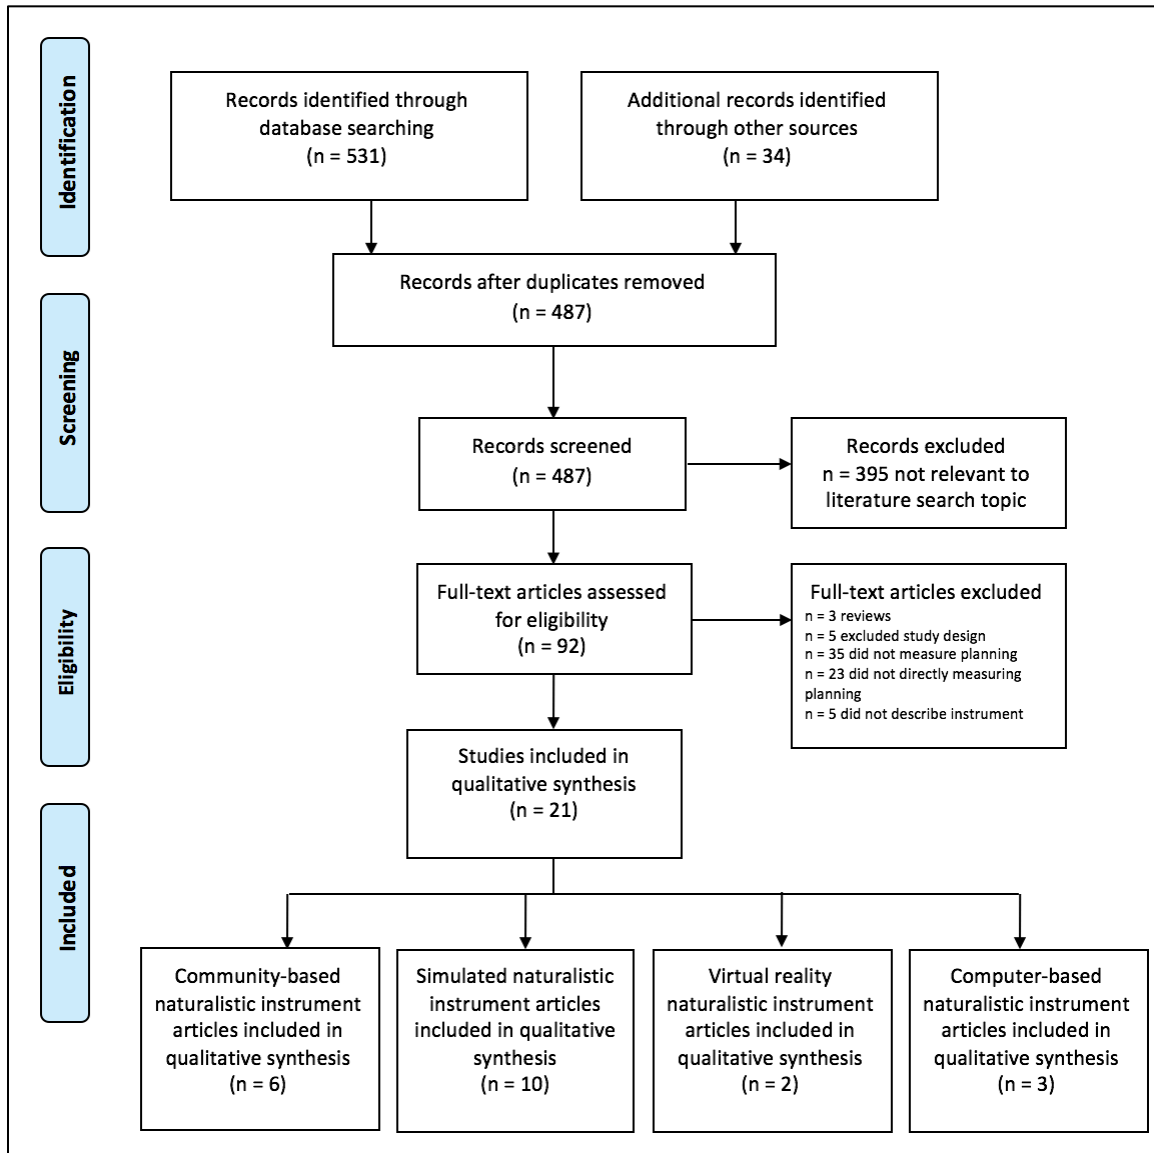 Identification
Records identified through
database searching
(n = 531)
Additional records identified
through other sources
(n = 34)
Records after duplicates removed
(n = 487)
Screening
Records screened
(n = 487)
Records excluded
n = 395 not relevant to
literature search topic
Eligibility
Full-text articles assessed
for eligibility
(n = 92)
Full-text articles excluded
n = 3 reviews
n = 5 excluded study design
n = 35 did not measure planning
n = 23 did not directly measuring
planning
n = 5 did not describe instrument
Studies included in
qualitative synthesis
(n = 21)
Included
Community-based
naturalistic instrument
articles included in
qualitative synthesis
(n = 6)
Simulated naturalistic
instrument articles
included in qualitative
synthesis
(n = 10)
Virtual reality
naturalistic instrument
articles included in
qualitative synthesis
(n = 2)
Computer-based
naturalistic instrument
articles included in
qualitative synthesis
(n = 3)